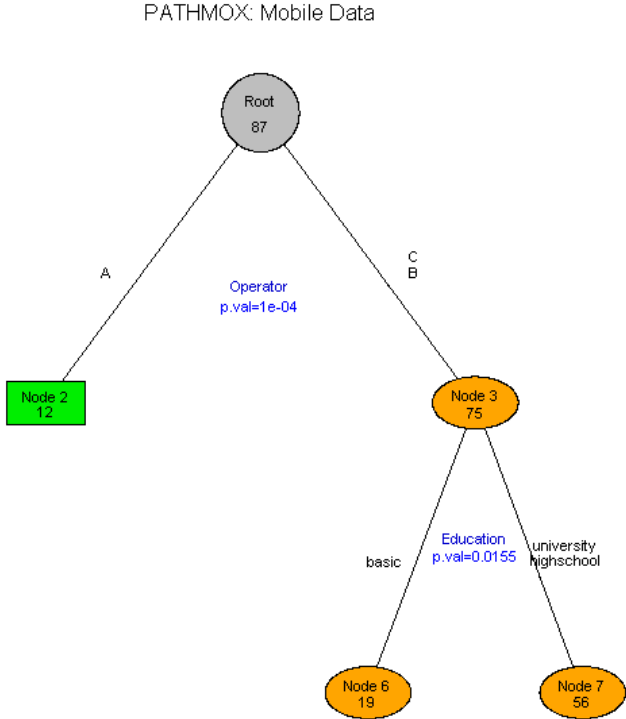 PATHMOX: Mobile Data
Root
87
A
C
B
Operator
p.val=1e-04
Node 2
12
Node 3
75
basic
Education
p.val=0.0155
university
highschool
Node 6
19
Node 7
56